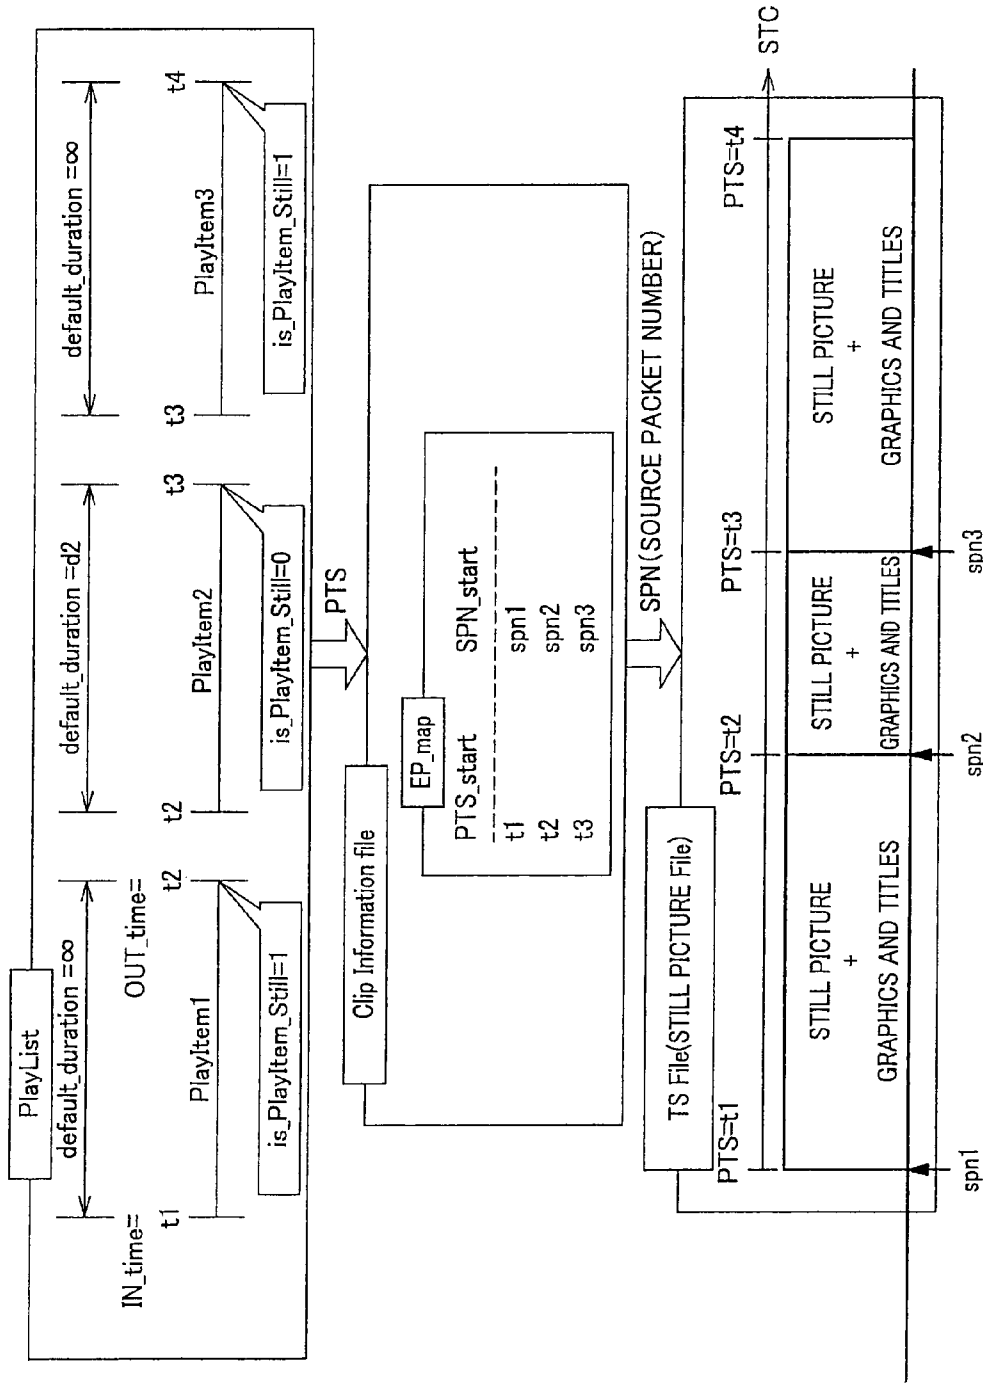 PlayList
default_duration =∞
default_duration =d2
default_duration =∞
IN_time=
t1
OUT_time=
t2
t2
t3
t3
t4
PlayItem1
PlayItem2
PlayItem3
is_PlayItem_Still=1
is_PlayItem_Still=0
is_PlayItem_Still=1
PTS
Clip Information file
EP_map
PTS_start SPN_start
t1 spn1
t2 spn2
t3 spn3
SPN(SOURCE PACKET NUMBER)
TS File(STILL PICTURE File)
PTS=t1
PTS=t2
PTS=t3
PTS=t4
STC
STILL PICTURE
+
GRAPHICS AND TITLES
STILL PICTURE
+
GRAPHICS AND TITLES
STILL PICTURE
+
GRAPHICS AND TITLES
spn1
spn2
spn3